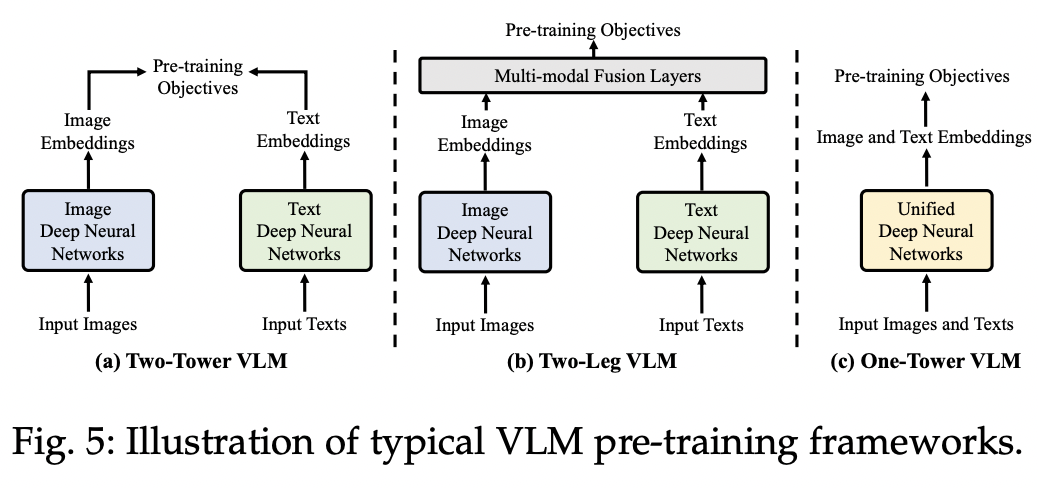 Pre-training
Objectives
Image
Embeddings
Text
Embeddings
Image
Deep Neural
Networks
Text
Deep Neural
Networks
Input Images
Input Texts
(a) Two-Tower VLM
Pre-training Objectives
Multi-modal Fusion Layers
Image
Embeddings
Text
Embeddings
Image
Deep Neural
Networks
Text
Deep Neural
Networks
Input Images
Input Texts
(b) Two-Leg VLM
Pre-training Objectives
Image and Text Embeddings
Unified
Deep Neural
Networks
Input Images and Texts
(c) One-Tower VLM
Fig. 5: Illustration of typical VLM pre-training frameworks.